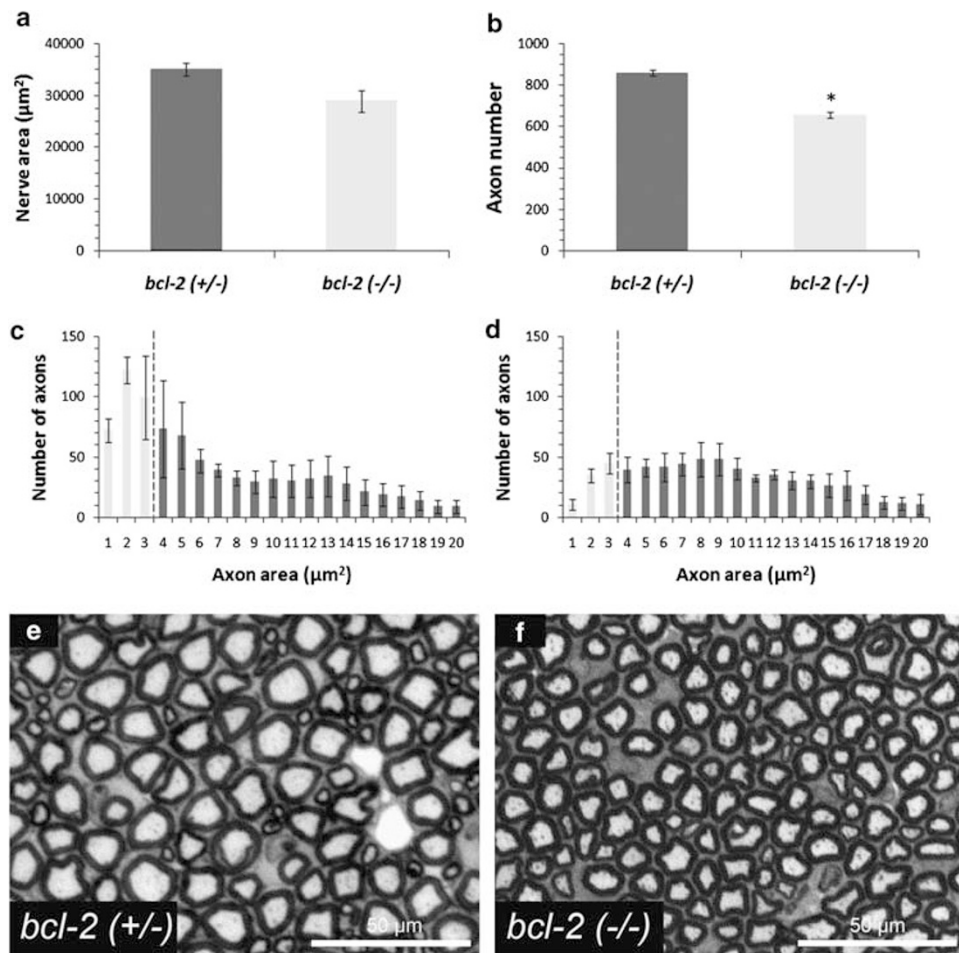 a
Nerve area (µm²)
40000
30000
20000
10000
0
bcl-2 (+/-)
bcl-2 (-/-)
b
Axon number
1000
800
600
400
200
0
*
bcl-2 (+/-)
bcl-2 (-/-)
c
Number of axons
150
100
50
0
1 2 3 4 5 6 7 8 9 10 11 12 13 14 15 16 17 18 19 20
Axon area (µm²)
d
Number of axons
150
100
50
0
1 2 3 4 5 6 7 8 9 10 11 12 13 14 15 16 17 18 19 20
Axon area (µm²)
e
bcl-2 (+/-)
50 µm
f
bcl-2 (-/-)
50 µm